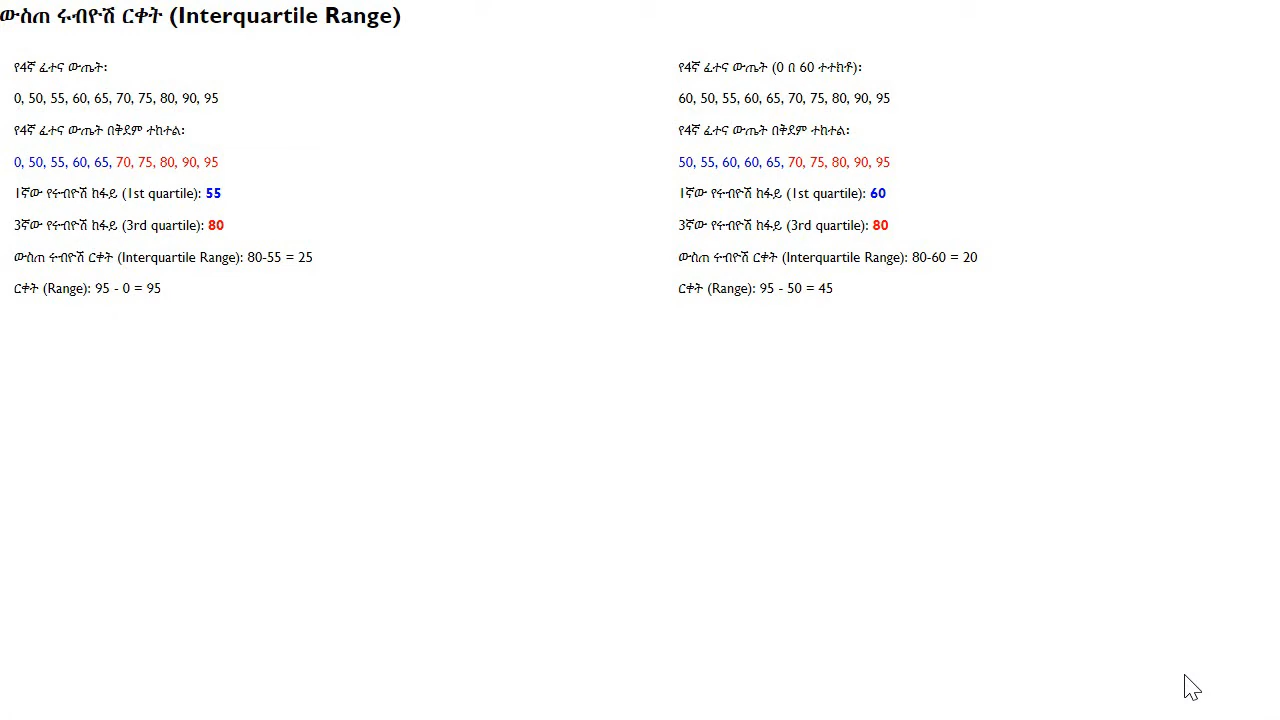 ውስጠ ሩብዮሽ ርቀት (Interquartile Range)
የ4ኛ ፈተና ውጤት፡
0, 50, 55, 60, 65, 70, 75, 80, 90, 95
የ4ኛ ፈተና ውጤት በቅደም ተከተል፡
0, 50, 55, 60, 65, 70, 75, 80, 90, 95
1ኛው የሩብዮሽ ከፋይ (1st quartile): 55
3ኛው የሩብዮሽ ከፋይ (3rd quartile): 80
ውስጠ ሩብዮሽ ርቀት (Interquartile Range): 80-55 = 25
ርቀት (Range): 95 - 0 = 95
የ4ኛ ፈተና ውጤት (0 በ 60 ተተክቶ)፡
60, 50, 55, 60, 65, 70, 75, 80, 90, 95
የ4ኛ ፈተና ውጤት በቅደም ተከተል፡
50, 55, 60, 60, 65, 70, 75, 80, 90, 95
1ኛው የሩብዮሽ ከፋይ (1st quartile): 60
3ኛው የሩብዮሽ ከፋይ (3rd quartile): 80
ውስጠ ሩብዮሽ ርቀት (Interquartile Range): 80-60 = 20
ርቀት (Range): 95 - 50 = 45